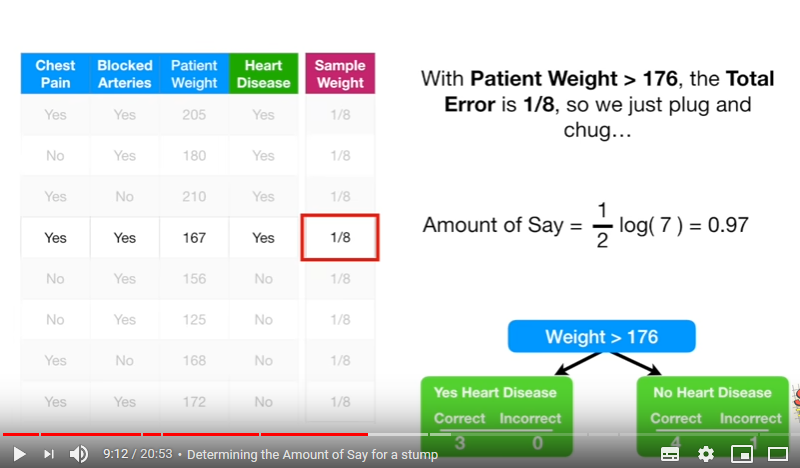 Chest Pain Blocked Arteries Patient Weight Heart Disease Sample Weight
Yes Yes 205 Yes 1/8
No Yes 180 Yes 1/8
Yes No 210 Yes 1/8
Yes Yes 167 Yes 1/8
No Yes 156 No 1/8
No Yes 125 No 1/8
Yes No 168 No 1/8
Yes Yes 172 No 1/8
With Patient Weight > 176, the Total
Error is 1/8, so we just plug and
chug...
Amount of Say = 1/2 log( 7 ) = 0.97
Weight > 176
Yes Heart Disease
Correct Incorrect
3 0
No Heart Disease
Correct Incorrect
4 1
9:12 / 20:53 • Determining the Amount of Say for a stump